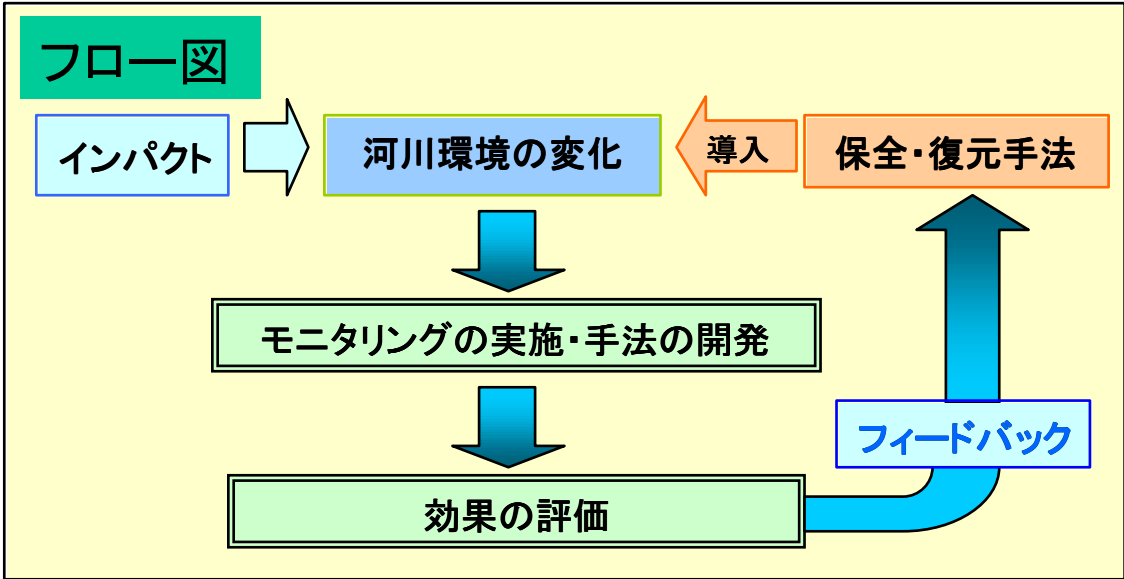 フロー図
インパクト
河川環境の変化
導入
保全・復元手法
モニタリングの実施・手法の開発
フィードバック
効果の評価